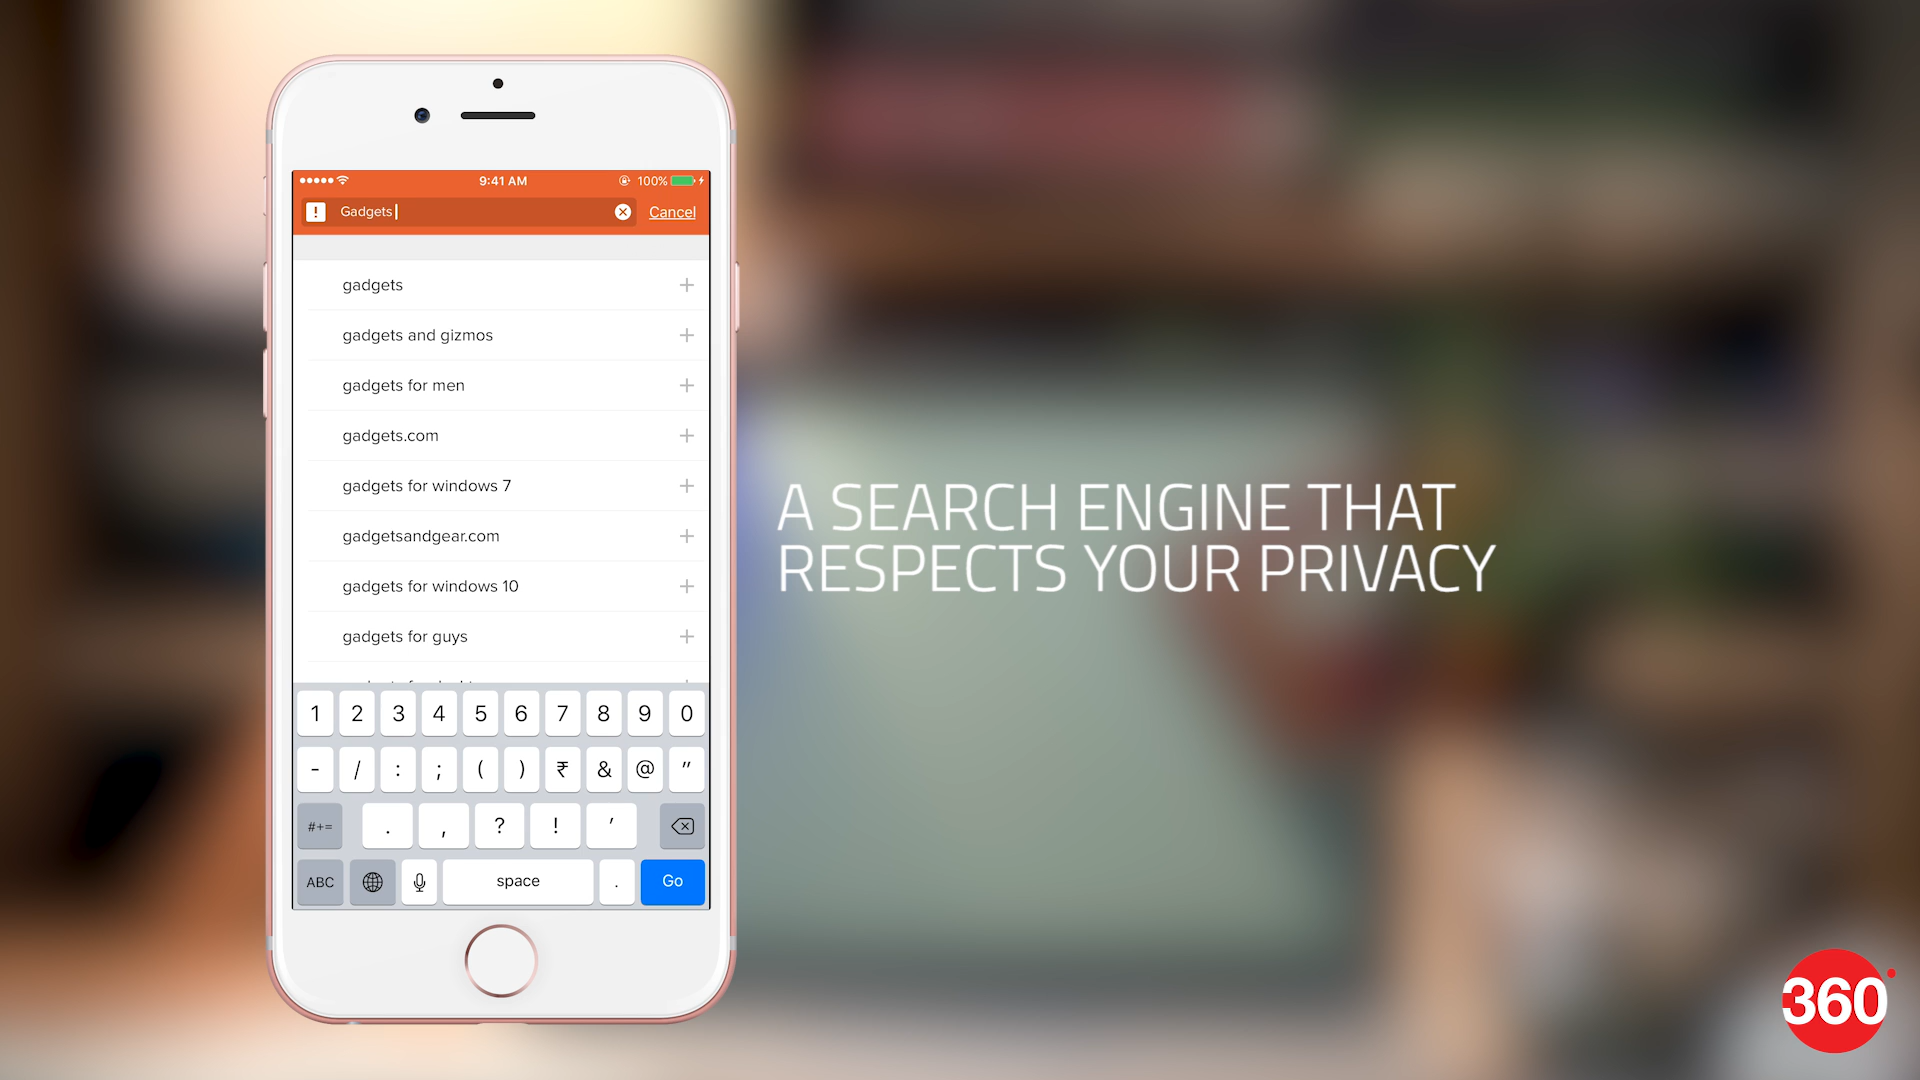 9:41 AM
100%
!
Gadgets
Cancel
gadgets
gadgets and gizmos
gadgets for men
gadgets.com
gadgets for windows 7
gadgetsandgear.com
gadgets for windows 10
gadgets for guys
1 2 3 4 5 6 7 8 9 0
- / : ; ( ) ₹ & @ "
#+= . , ? ! '
ABC space . Go
A SEARCH ENGINE THAT
RESPECTS YOUR PRIVACY
360